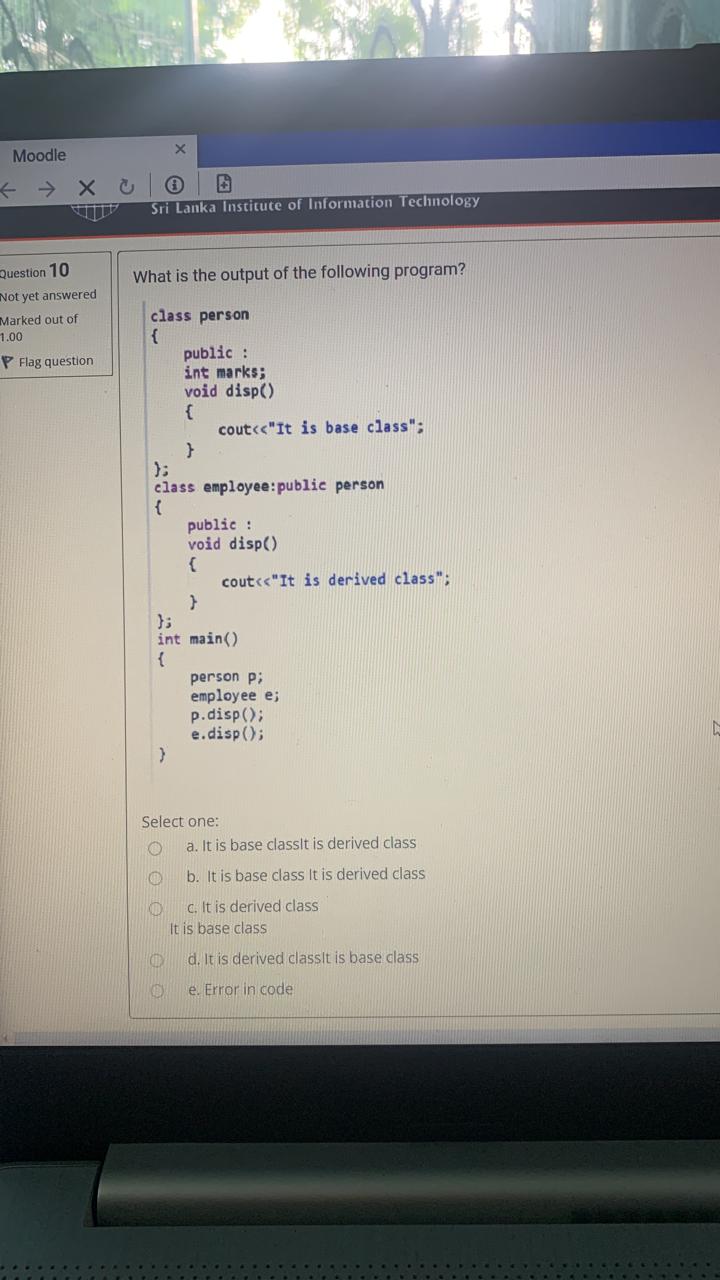 Moodle
Sri Lanka Institute of Information Technology
Question 10
Not yet answered
Marked out of
1.00
Flag question
What is the output of the following program?
class person
{
public :
int marks;
void disp()
{
cout<<"It is base class";
}
};
class employee:public person
{
public :
void disp()
{
cout<<"It is derived class";
}
};
int main()
{
person p;
employee e;
p.disp();
e.disp();
}
Select one:
a. It is base classIt is derived class
b. It is base class It is derived class
c. It is derived class
It is base class
d. It is derived classIt is base class
e. Error in code